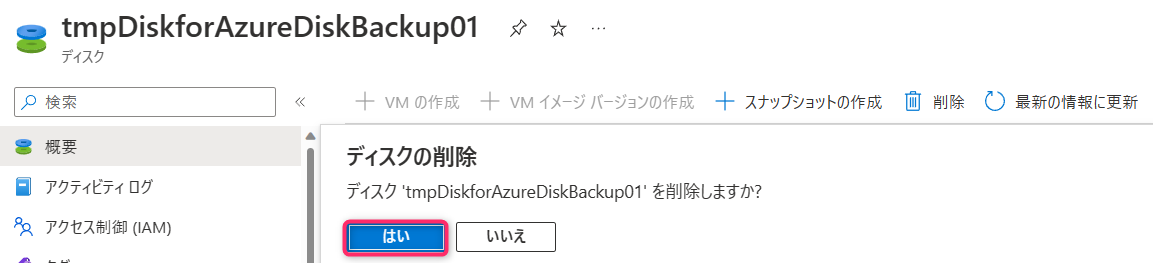 tmpDiskforAzureDiskBackup01
ディスク
検索
VM の作成
VM イメージ バージョンの作成
スナップショットの作成
削除
最新の情報に更新
概要
アクティビティ ログ
アクセス制御 (IAM)
ディスクの削除
ディスク 'tmpDiskforAzureDiskBackup01' を削除しますか?
はい
いいえ